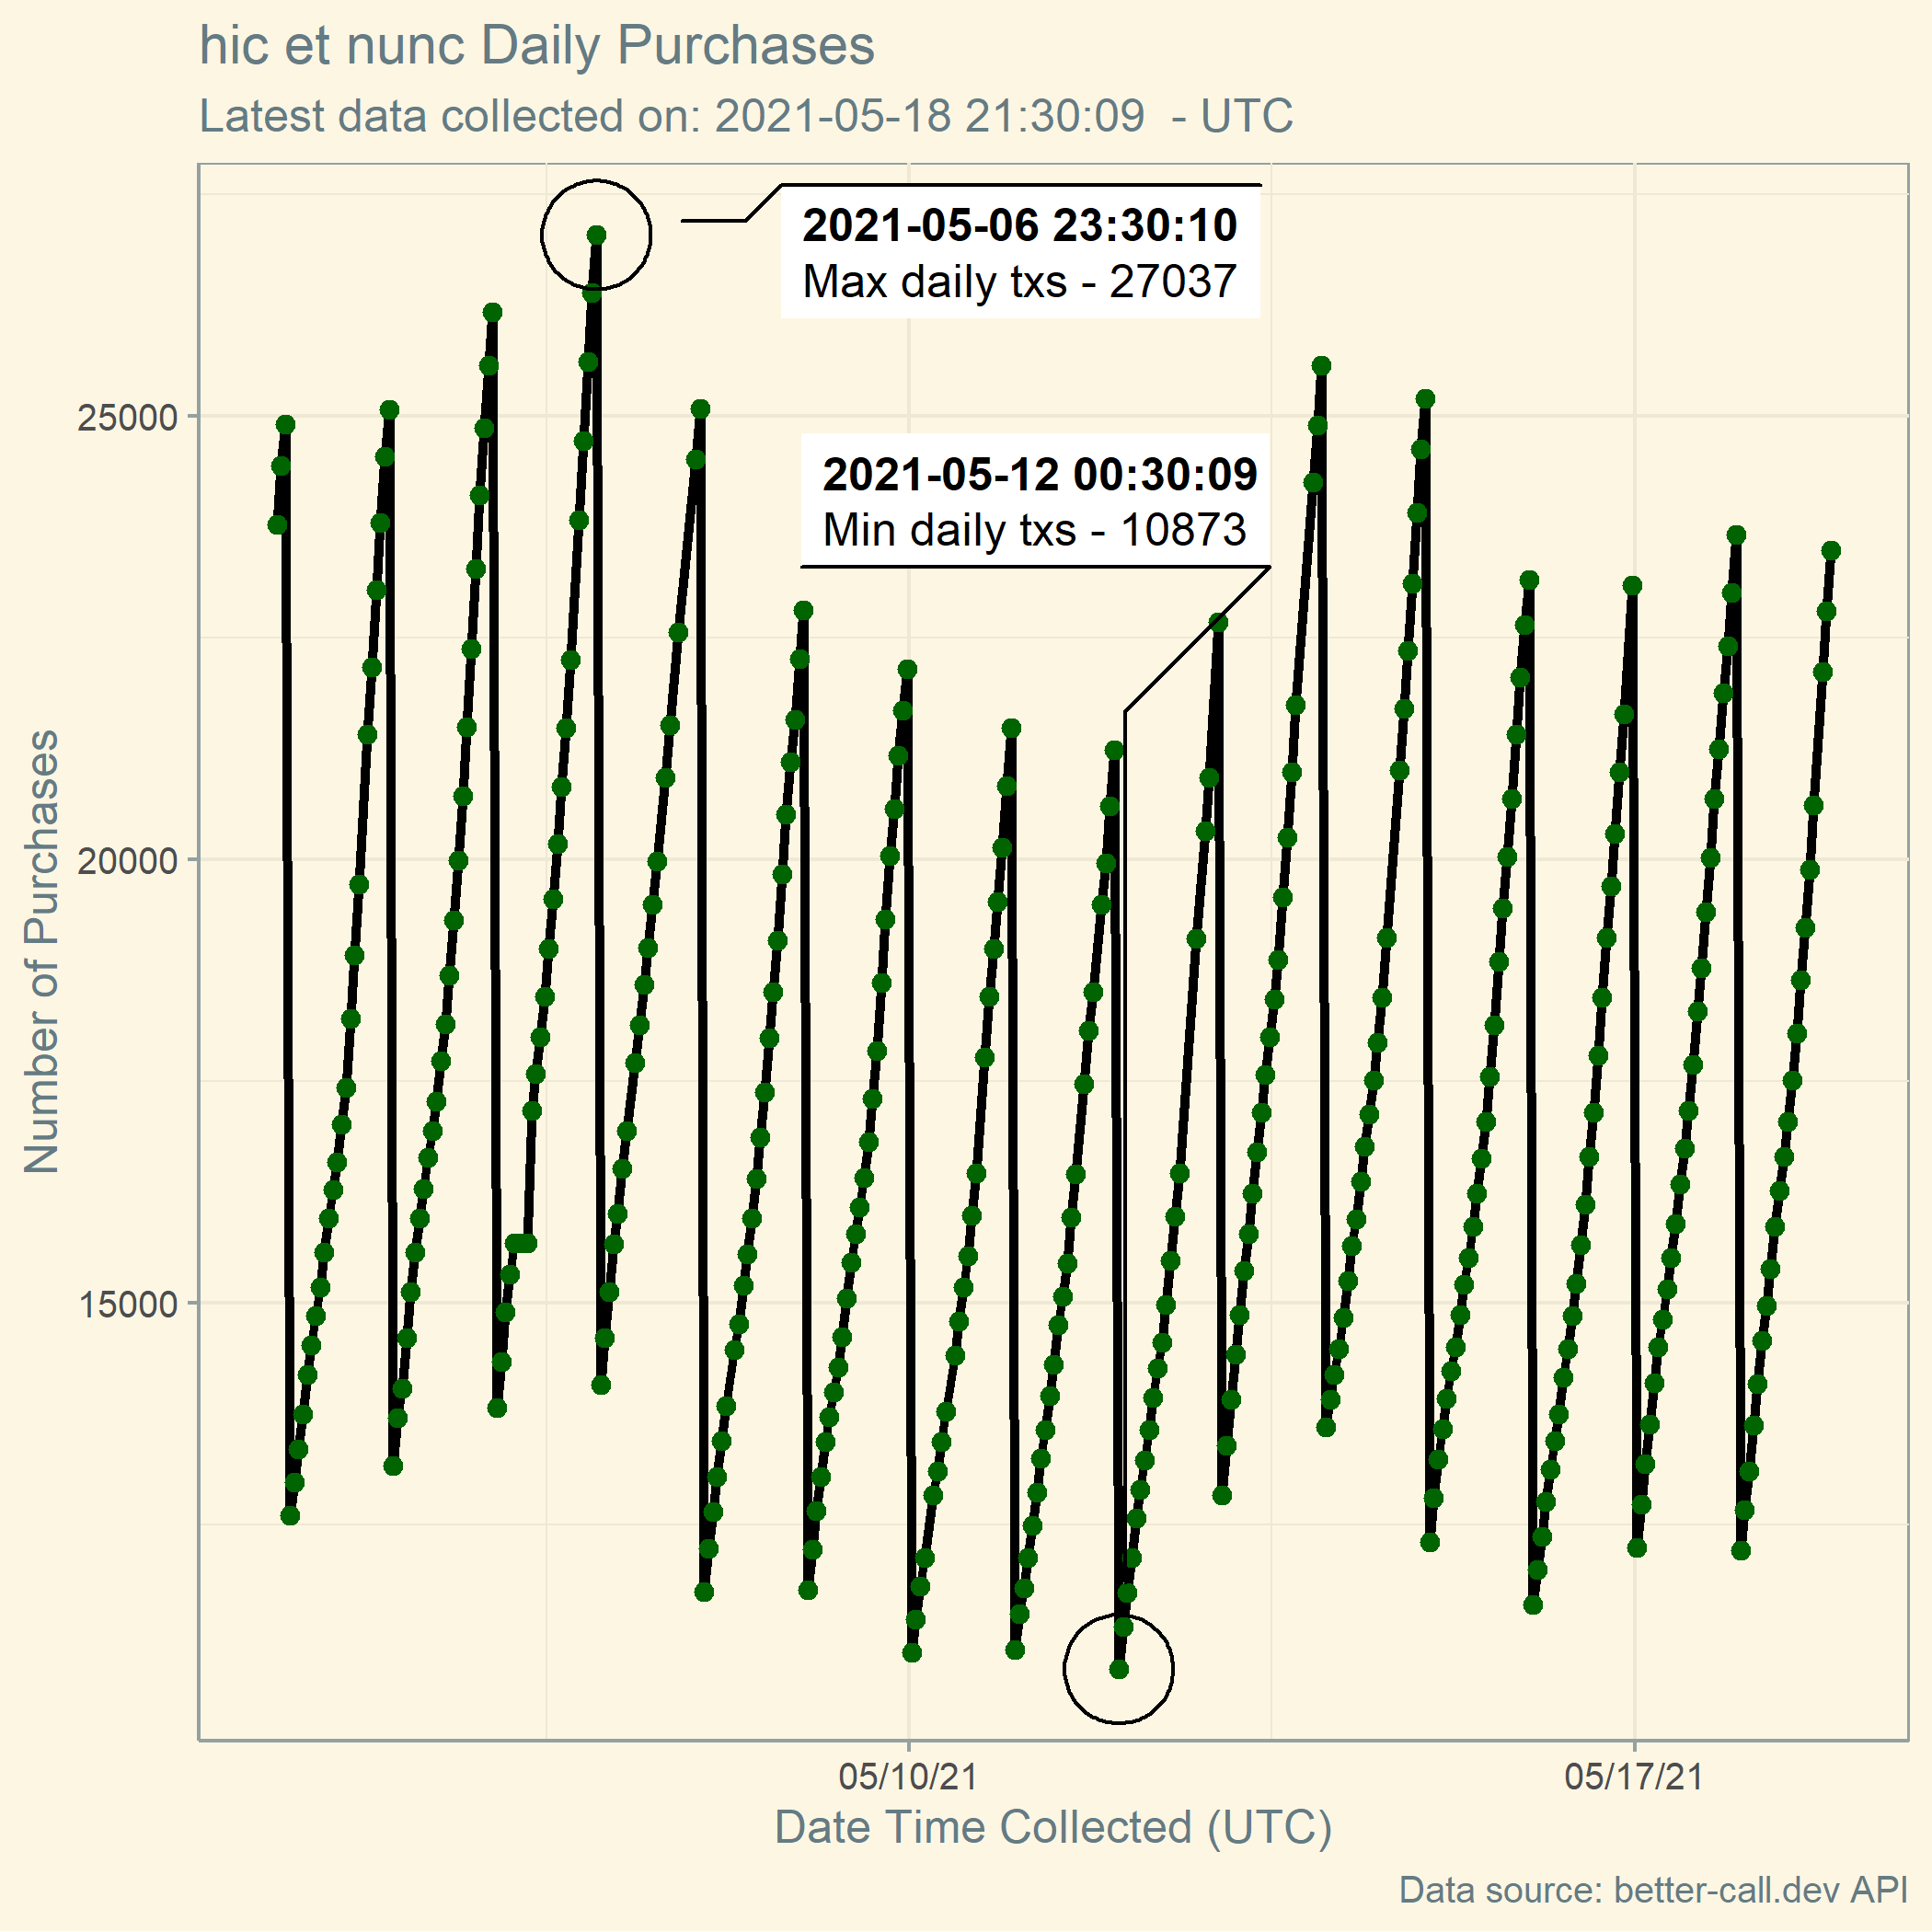 hic et nunc Daily Purchases
Latest data collected on: 2021-05-18 21:30:09  - UTC
2021-05-06 23:30:10
Max daily txs - 27037
25000
2021-05-12 00:30:09
Min daily txs - 10873
20000
Number of Purchases
15000
05/10/21
05/17/21
Date Time Collected (UTC)
Data source: better-call.dev API